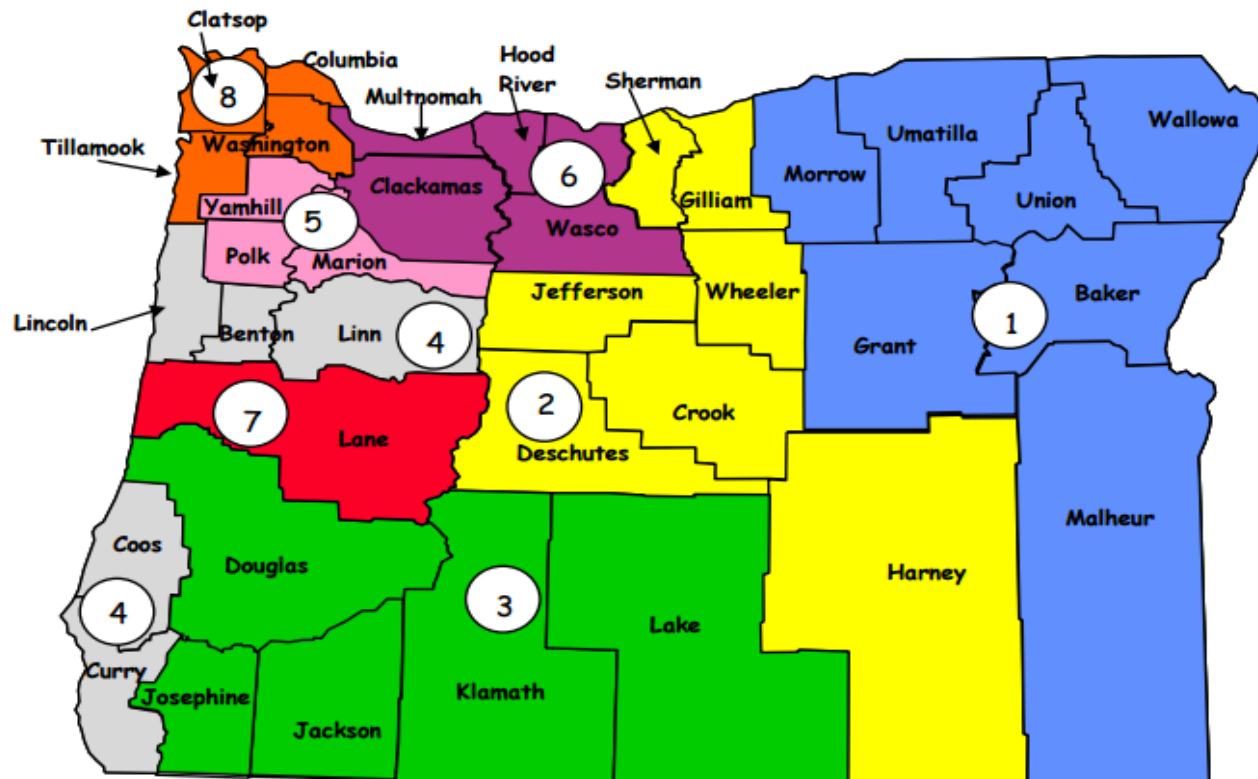 Clatsop
Columbia
Hood
River
Sherman
Multnomah
8
Umatilla
Wallowa
Tillamook
Washington
Clackamas
6
Morrow
Gilliam
Union
Yamhill
5
Wasco
Polk
Marion
Jefferson
Wheeler
Baker
Lincoln
Benton
Linn
4
Grant
1
7
Lane
2
Crook
Deschutes
Malheur
Coos
Douglas
Harney
4
3
Lake
Curry
Josephine
Klamath
Jackson